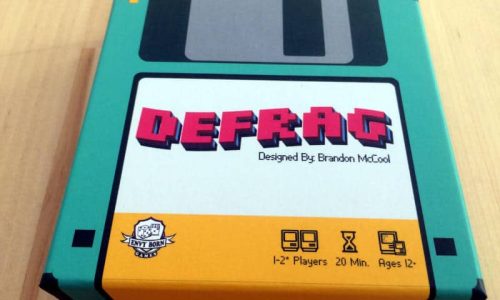 DEFRAG
Designed By: Brandon McCool
ENVY BORN
GAMES
1-2* Players
20 Min.
Ages 12+